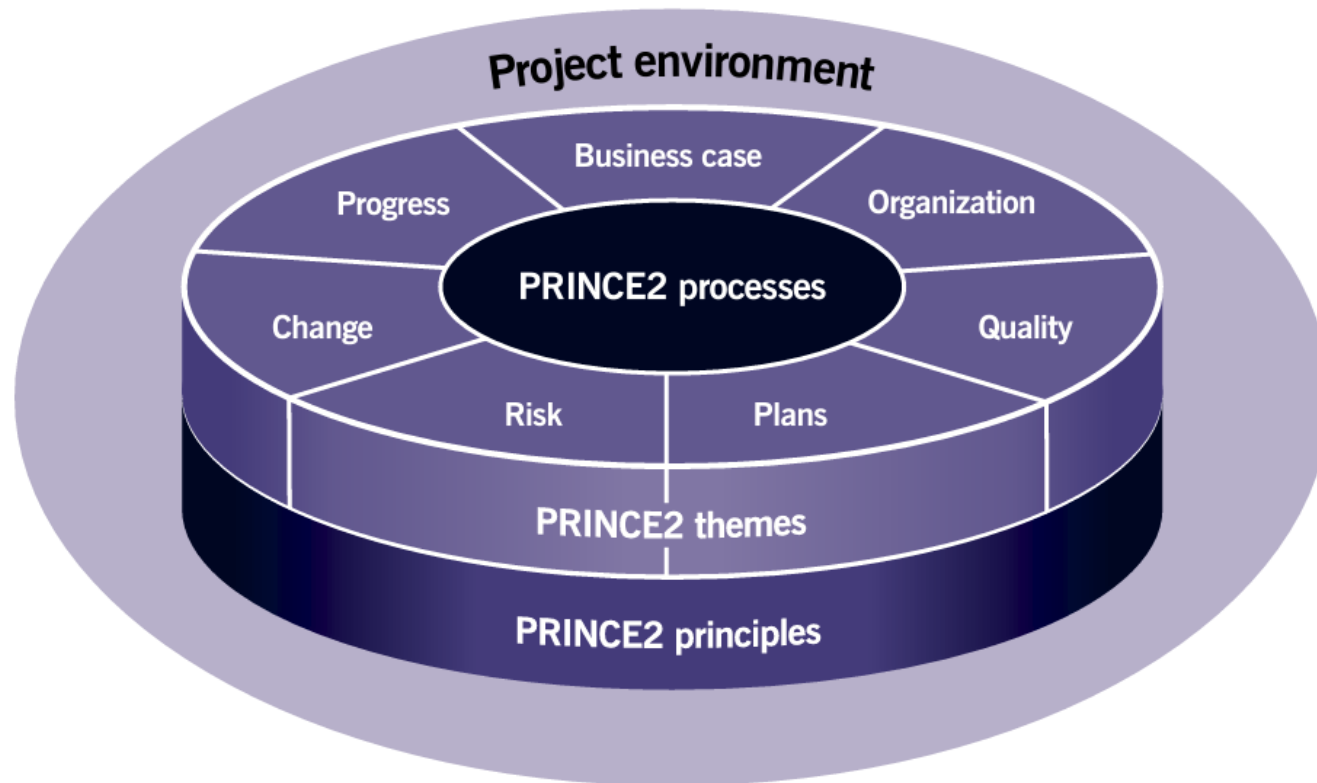 Project environment
Business case
Progress
Organization
PRINCE2 processes
Change
Quality
Risk
Plans
PRINCE2 themes
PRINCE2 principles